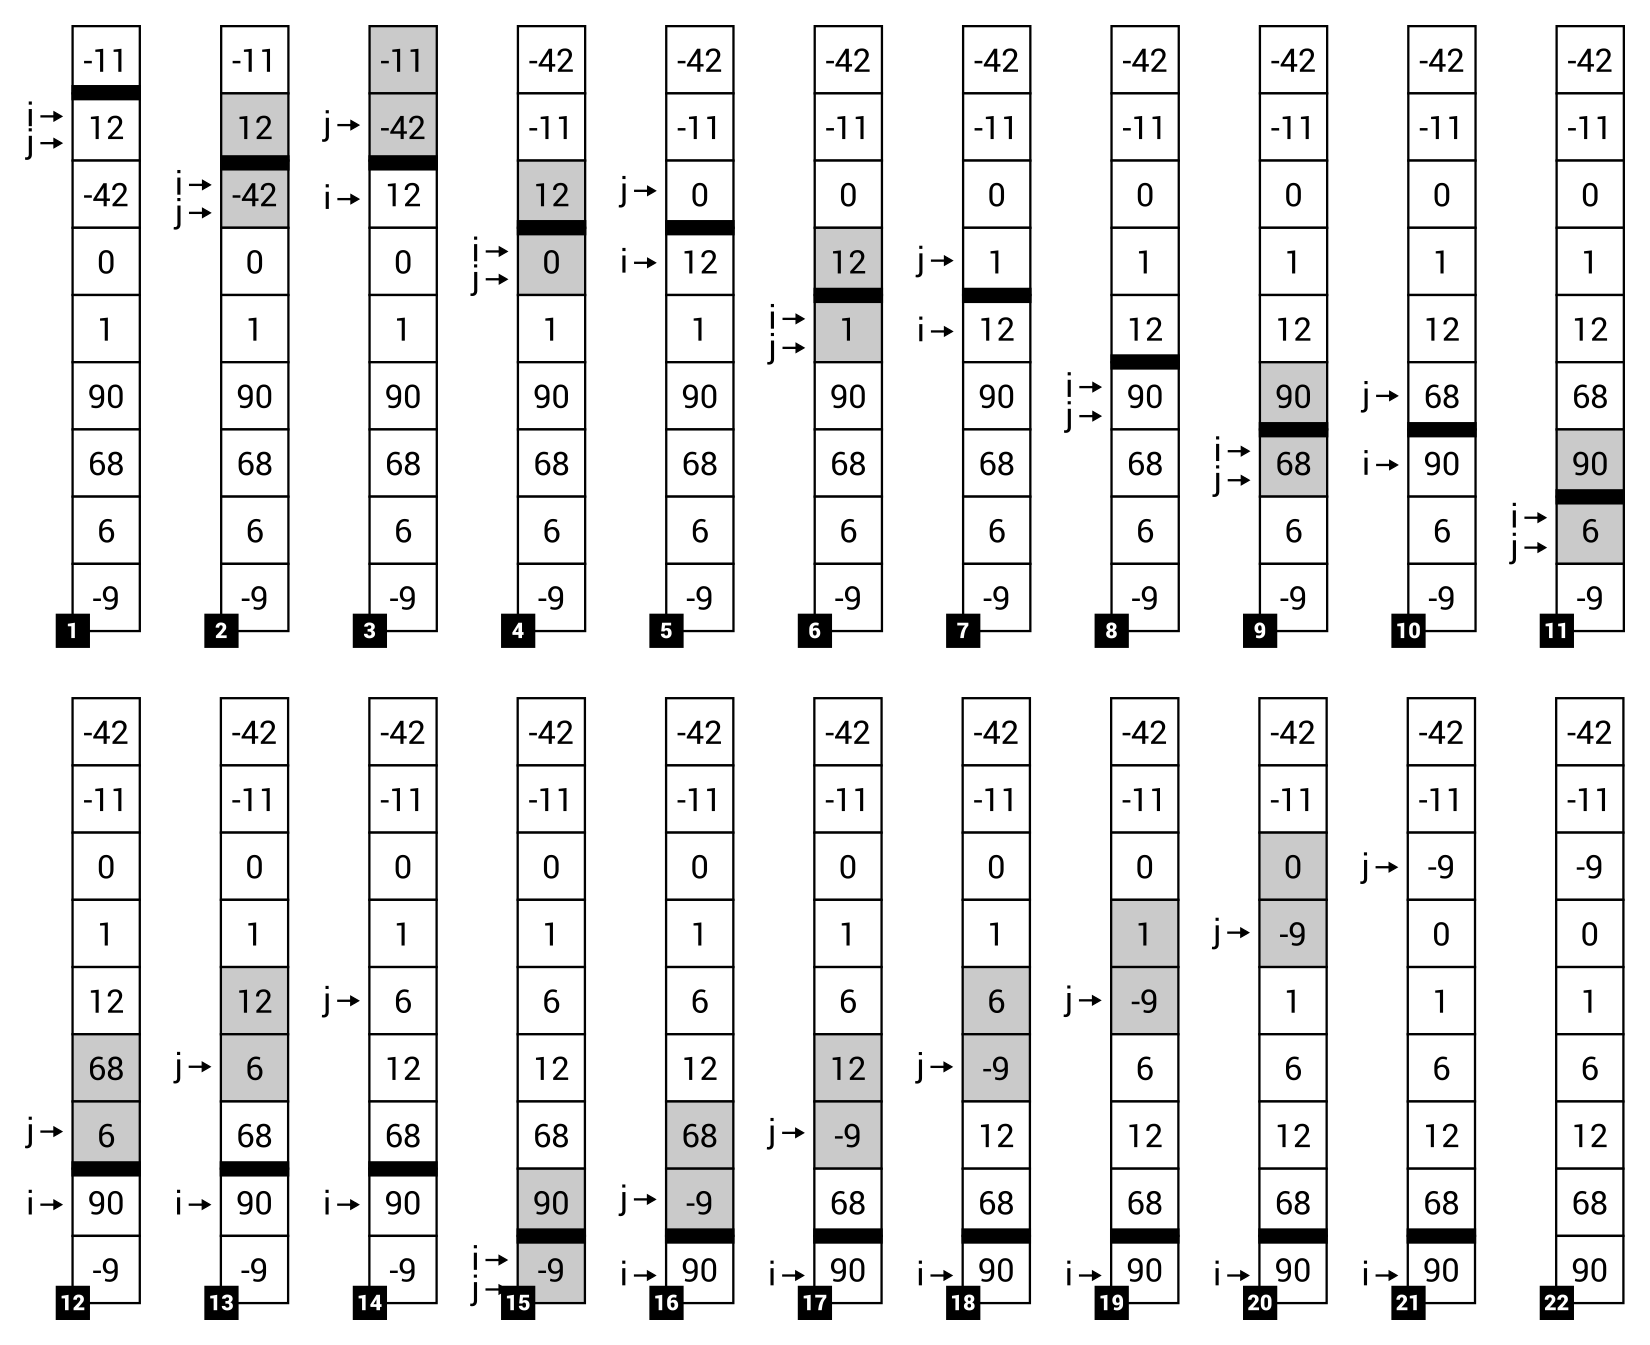 -11 -11 -11 -42 -42 -42 -42 -42 -42 -42 -42
i → j → 12 12 j → -42 -11 -11 -11 -11 -11 -11 -11 -11
-42 i → j → -42 i → 12 12 j → 0 0 0 0 0 0 0
0 0 0 i → j → 0 i → 12 12 j → 1 1 1 1 1
1 1 1 1 1 i → j → 1 i → 12 12 12 12 12
90 90 90 90 90 90 90 i → j → 90 90 j → 68 68
68 68 68 68 68 68 68 68 i → j → 68 i → 90 90
6 6 6 6 6 6 6 6 6 6 i → j → 6
-9 -9 -9 -9 -9 -9 -9 -9 -9 -9 -9
1 2 3 4 5 6 7 8 9 10 11
-42 -42 -42 -42 -42 -42 -42 -42 -42 -42 -42
-11 -11 -11 -11 -11 -11 -11 -11 -11 -11 -11
0 0 0 0 0 0 0 0 0 j → -9 -9
1 1 1 1 1 1 1 1 j → -9 0 0
12 12 j → 6 6 6 6 6 j → -9 1 1 1
68 j → 6 12 12 12 12 j → -9 6 6 6 6
j → 6 68 68 68 68 j → -9 12 12 12 12 12
i → 90 i → 90 i → 90 90 j → -9 68 68 68 68 68 68
-9 -9 -9 i → j → -9 i → 90 i → 90 i → 90 i → 90 i → 90 i → 90 90
12 13 14 15 16 17 18 19 20 21 22